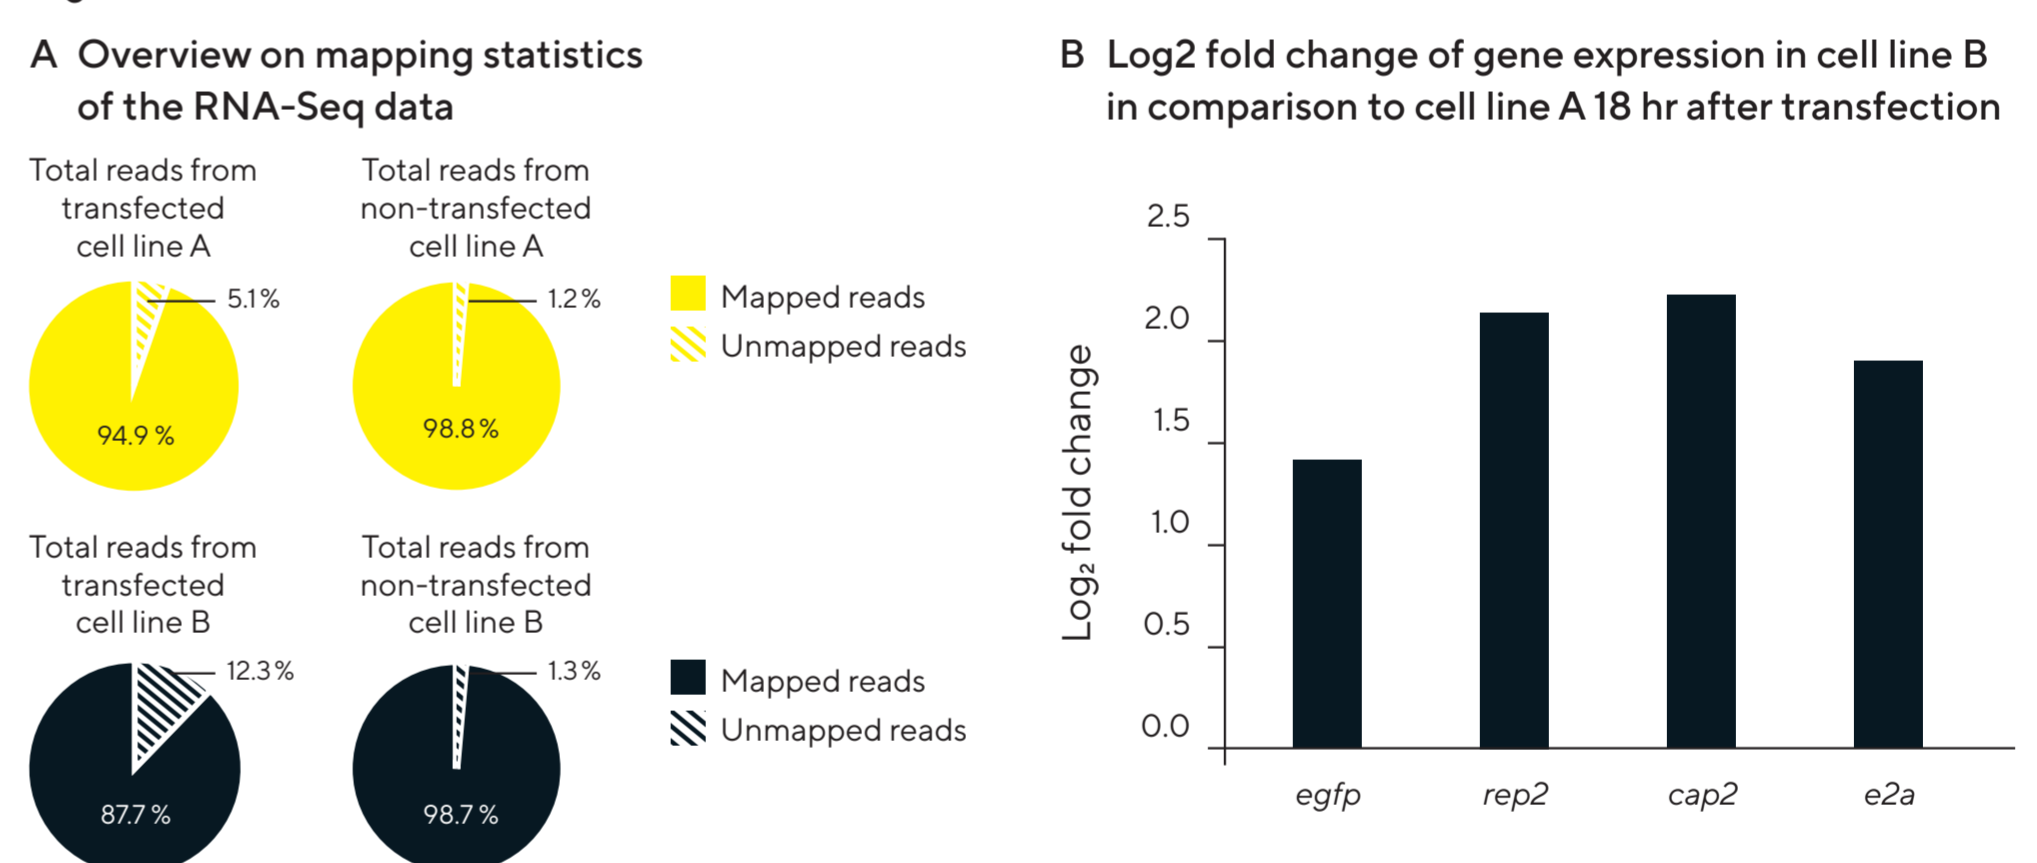 A Overview on mapping statistics
of the RNA-Seq data
Total reads from
transfected
cell line A
5.1%
94.9 %
Total reads from
non-transfected
cell line A
1.2%
98.8%
Mapped reads
Unmapped reads
Total reads from
transfected
cell line B
12.3%
87.7 %
Total reads from
non-transfected
cell line B
1.3%
98.7 %
Mapped reads
Unmapped reads
B Log2 fold change of gene expression in cell line B
in comparison to cell line A 18 hr after transfection
Log₂ fold change
2.5
2.0
1.5
1.0
0.5
0.0
egfp
rep2
cap2
e2a